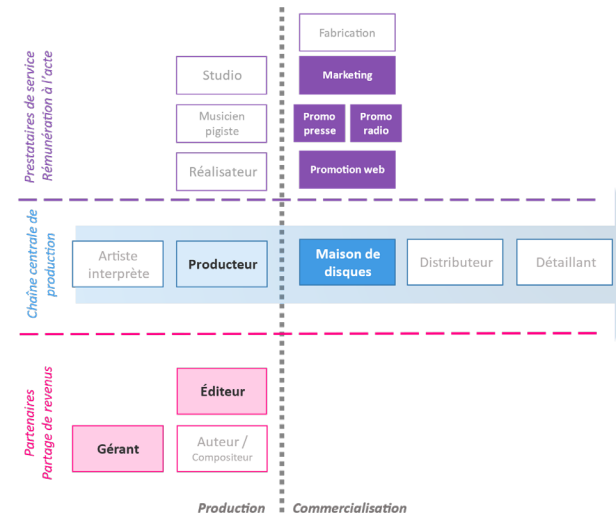 Prestataires de service
Rémunération à l'acte
Fabrication
Studio
Marketing
Musicien
pigiste
Promo
presse
Promo
radio
Réalisateur
Promotion web
Chaîne centrale de
production
Artiste
interprète
Producteur
Maison de
disques
Distributeur
Détaillant
Partenaires
Partage de revenus
Éditeur
Gérant
Auteur /
Compositeur
Production
Commercialisation